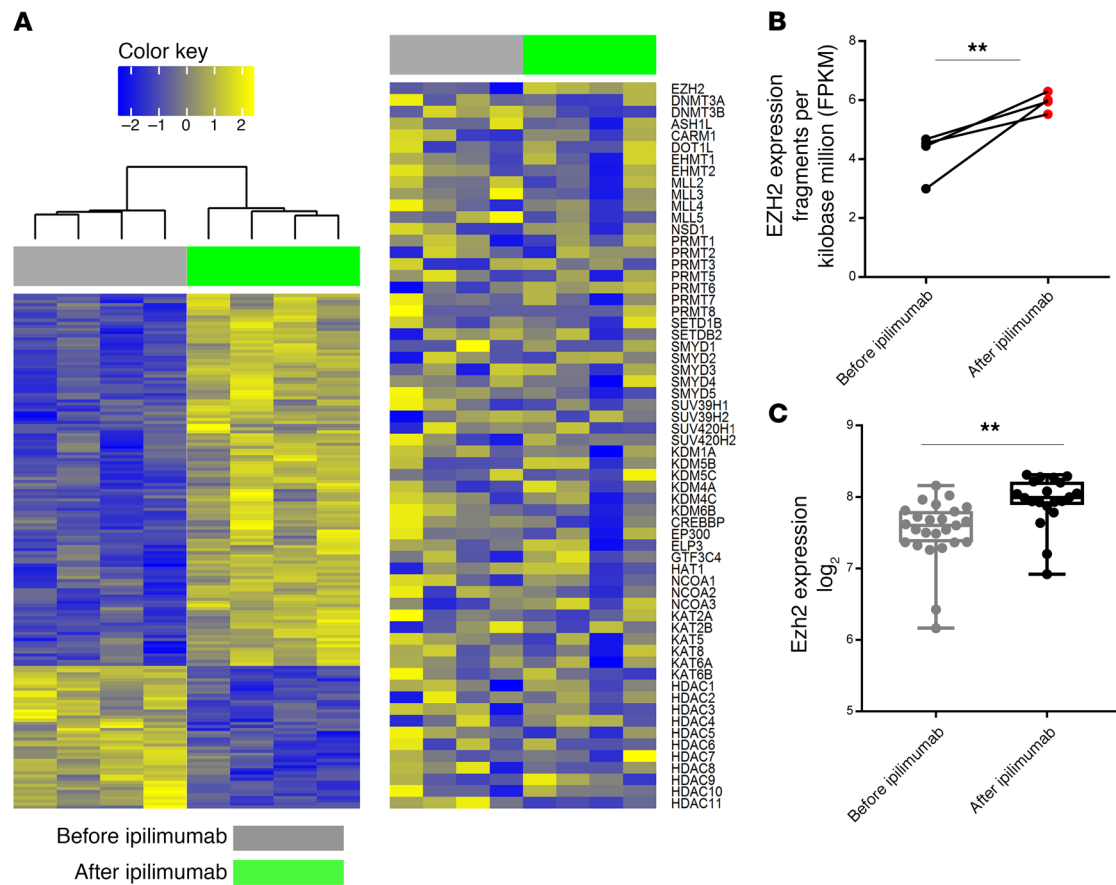 A
Color key
−2 −1 0 1 2
EZH2
DNMT3A
DNMT3B
ASH1L
CARM1
DOT1L
EHMT1
EHMT2
MLL2
MLL3
MLL4
MLL5
NSD1
PRMT1
PRMT2
PRMT3
PRMT5
PRMT6
PRMT7
PRMT8
SETD1B
SETDB2
SMYD1
SMYD2
SMYD3
SMYD4
SMYD5
SUV39H1
SUV39H2
SUV420H1
SUV420H2
KDM1A
KDM5B
KDM5C
KDM4A
KDM4C
KDM6B
CREBBP
EP300
ELP3
GTF3C4
HAT1
NCOA1
NCOA2
NCOA3
KAT2A
KAT2B
KAT5
KAT8
KAT6A
KAT6B
HDAC1
HDAC2
HDAC3
HDAC4
HDAC5
HDAC6
HDAC7
HDAC8
HDAC9
HDAC10
HDAC11
Before ipilimumab
After ipilimumab
B
EZH2 expression
fragments per
kilobase million (FPKM)
8
6
4
2
0
**
Before ipilimumab
After ipilimumab
C
Ezh2 expression
log2
9
8
7
6
5
**
Before ipilimumab
After ipilimumab